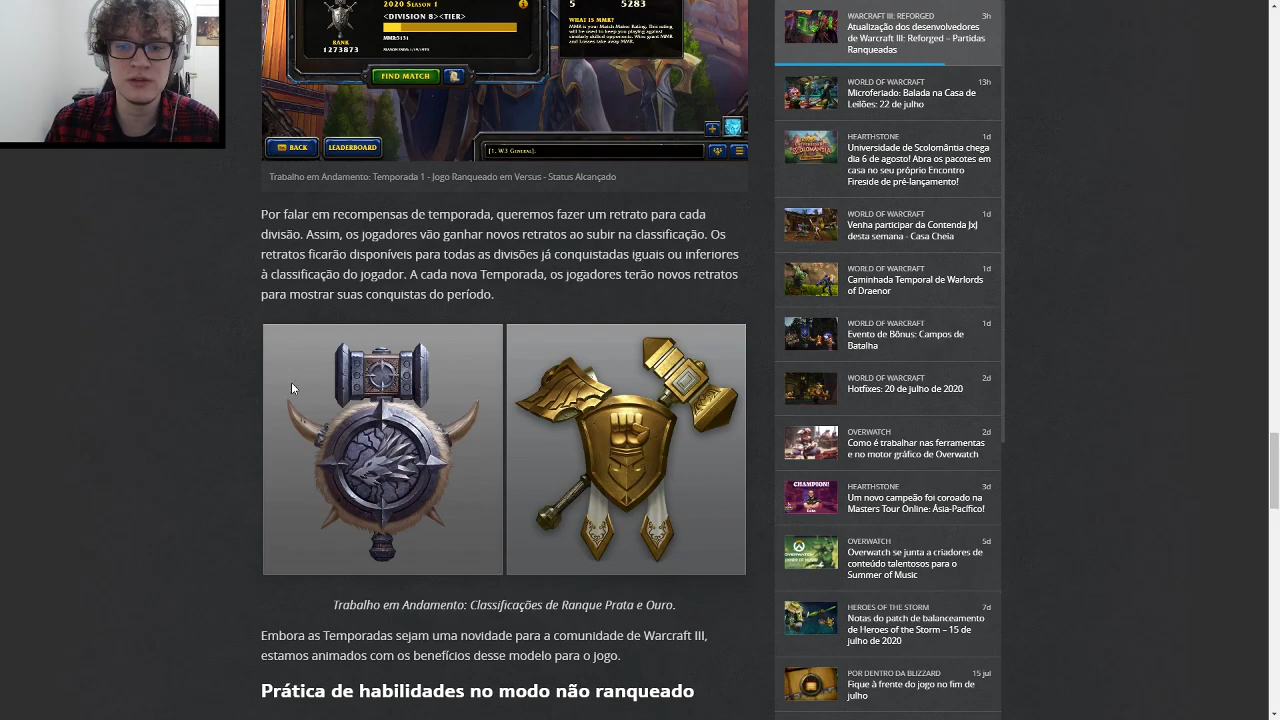 2020 SEASON 1
<DIVISION 8><TIER>
MMR:5131
RANK
1273873
FIND MATCH
5 5283
WHAT IS MMR?
BACK
LEADERBOARD
[1. W3 GENERAL].
Trabalho em Andamento: Temporada 1 - Jogo Ranqueado em Versus - Status Alcançado
Por falar em recompensas de temporada, queremos fazer um retrato para cada
divisão. Assim, os jogadores vão ganhar novos retratos ao subir na classificação. Os
retratos ficarão disponíveis para todas as divisões já conquistadas iguais ou inferiores
à classificação do jogador. A cada nova Temporada, os jogadores terão novos retratos
para mostrar suas conquistas do período.
Trabalho em Andamento: Classificações de Ranque Prata e Ouro.
Embora as Temporadas sejam uma novidade para a comunidade de Warcraft III,
estamos animados com os benefícios desse modelo para o jogo.
Prática de habilidades no modo não ranqueado
WARCRAFT III: REFORGED 3h
Atualização dos desenvolvedores
de Warcraft III: Reforged – Partidas
Ranqueadas
WORLD OF WARCRAFT 13h
Microferiado: Balada na Casa de
Leilões: 22 de julho
HEARTHSTONE 1d
Universidade de Scolomântia chega
dia 6 de agosto! Abra os pacotes em
casa no seu próprio Encontro
Fireside de pré-lançamento!
WORLD OF WARCRAFT 1d
Venha participar da Contenda JxJ
desta semana - Casa Cheia
WORLD OF WARCRAFT 1d
Caminhada Temporal de Warlords
of Draenor
WORLD OF WARCRAFT 1d
Evento de Bônus: Campos de
Batalha
WORLD OF WARCRAFT 2d
Hotfixes: 20 de julho de 2020
OVERWATCH 2d
Como é trabalhar nas ferramentas
e no motor gráfico de Overwatch
CHAMPION!
HEARTHSTONE 3d
Um novo campeão foi coroado na
Masters Tour Online: Ásia-Pacífico!
OVERWATCH 5d
Overwatch se junta a criadores de
conteúdo talentosos para o
Summer of Music
HEROES OF THE STORM 7d
Notas do patch de balanceamento
de Heroes of the Storm – 15 de
julho de 2020
POR DENTRO DA BLIZZARD 15 jul
Fique à frente do jogo no fim de
julho